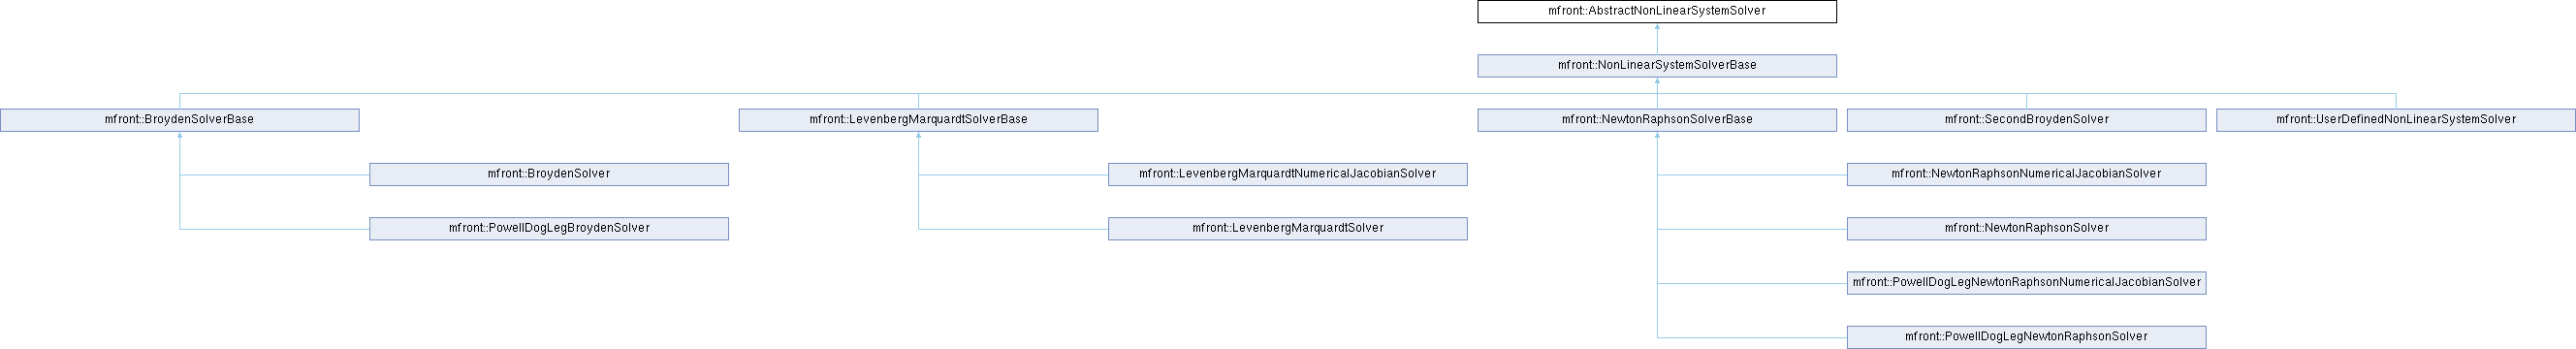 mfront::AbstractNonLinearSystemSolver
mfront::NonLinearSystemSolverBase
mfront::BroydenSolverBase
mfront::LevenbergMarquardtSolverBase
mfront::NewtonRaphsonSolverBase
mfront::SecondBroydenSolver
mfront::UserDefinedNonLinearSystemSolver
mfront::BroydenSolver
mfront::LevenbergMarquardtNumericalJacobianSolver
mfront::NewtonRaphsonNumericalJacobianSolver
mfront::PowellDogLegBroydenSolver
mfront::LevenbergMarquardtSolver
mfront::NewtonRaphsonSolver
mfront::PowellDogLegNewtonRaphsonNumericalJacobianSolver
mfront::PowellDogLegNewtonRaphsonSolver